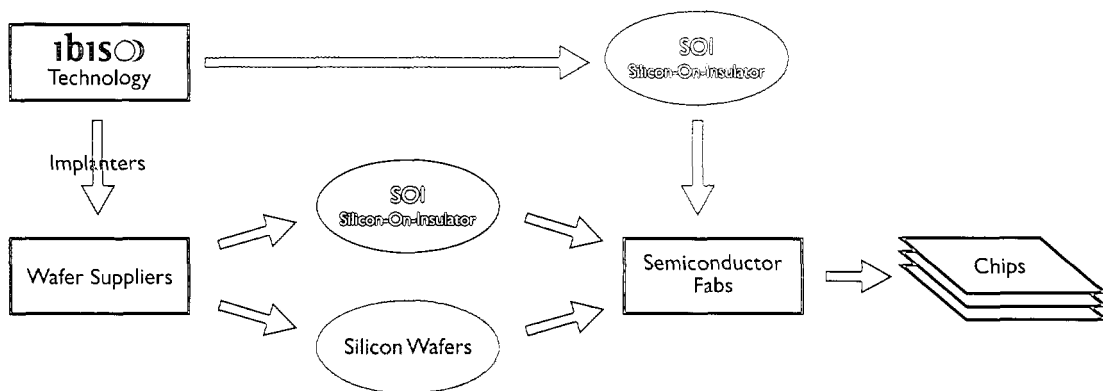 ibis
Technology
SOI
Silicon-On-Insulator
Implanters
SOI
Silicon-On-Insulator
Wafer Suppliers
Semiconductor
Fabs
Chips
Silicon Wafers